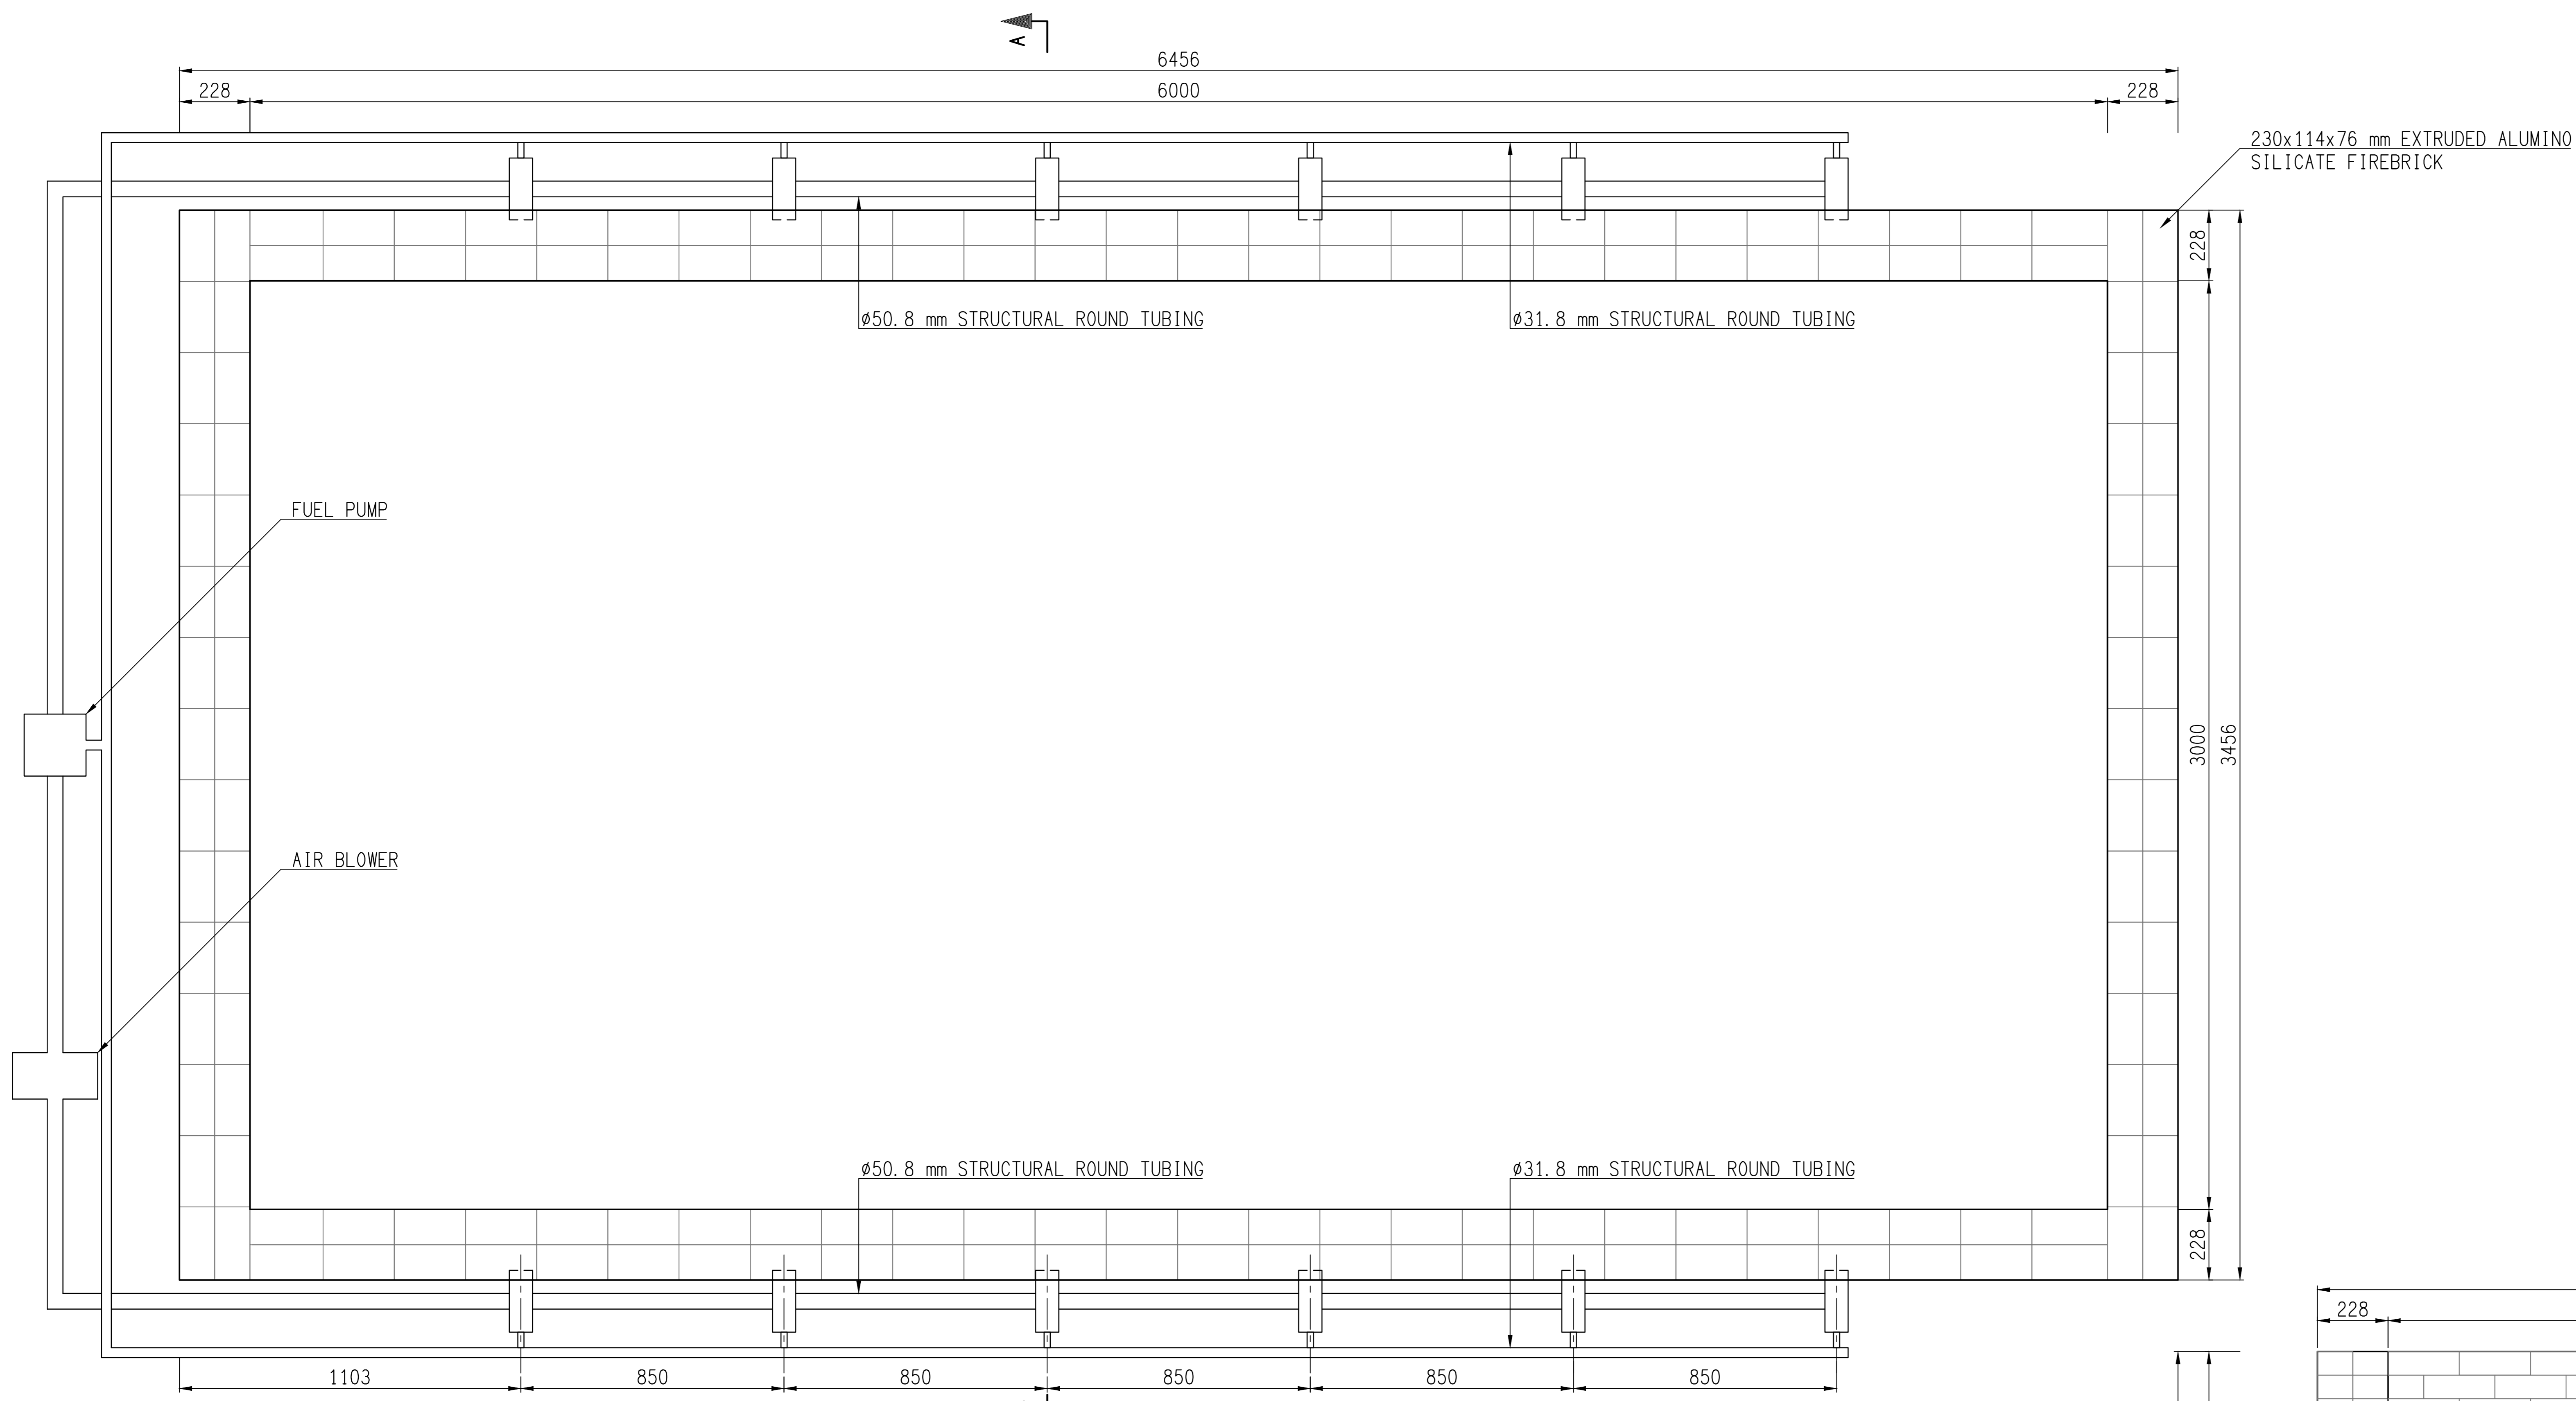 A
6456
228
6000
228
230x114x76 mm EXTRUDED ALUMINO
SILICATE FIREBRICK
228
ø50.8 mm STRUCTURAL ROUND TUBING
ø31.8 mm STRUCTURAL ROUND TUBING
FUEL PUMP
3000
3456
AIR BLOWER
ø50.8 mm STRUCTURAL ROUND TUBING
ø31.8 mm STRUCTURAL ROUND TUBING
228
228
1103
850
850
850
850
850